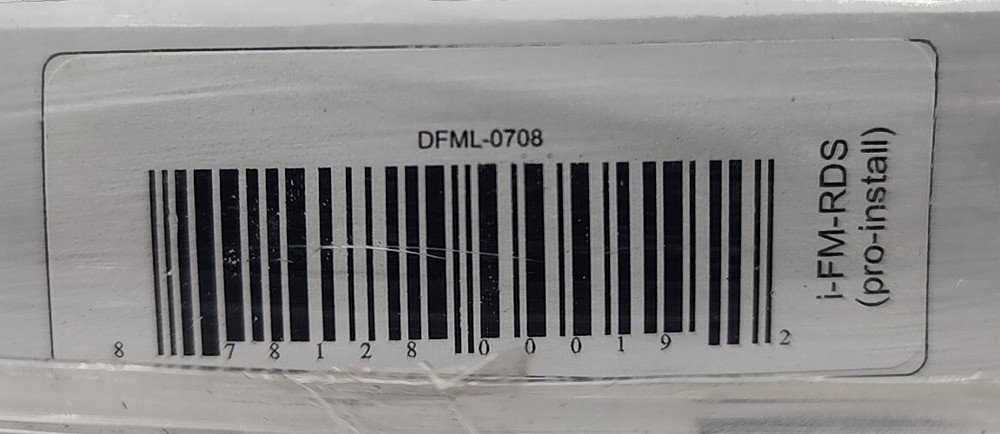 DFML-0708
8 78128 00019 2
i-FM-RDS
(pro-install)